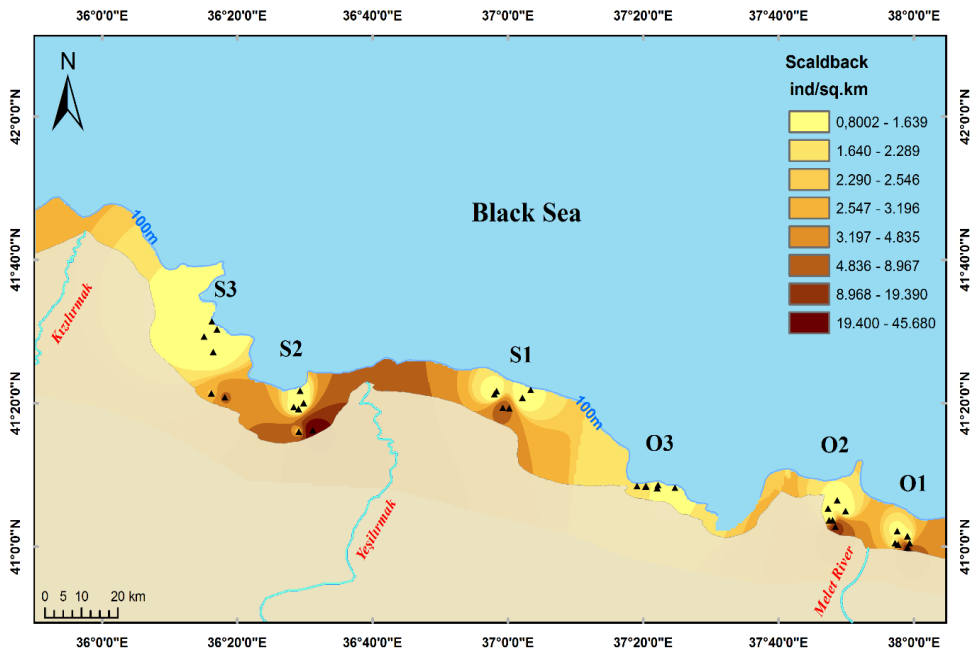 36°0'0"E 36°20'0"E 36°40'0"E 37°0'0"E 37°20'0"E 37°40'0"E 38°0'0"E
N
Scaldback
ind/sq.km
0,8002 - 1.639
1.640 - 2.289
2.290 - 2.546
2.547 - 3.196
3.197 - 4.835
4.836 - 8.967
8.968 - 19.390
19.400 - 45.680
42°0'0"N
42°0'0"N
Black Sea
100m
41°40'0"N
41°40'0"N
S3
Kızılırmak
S2
S1
41°20'0"N
41°20'0"N
100m
O3
O2
O1
Yeşilırmak
Melet River
41°0'0"N
41°0'0"N
0 5 10 20 km
36°0'0"E 36°20'0"E 36°40'0"E 37°0'0"E 37°20'0"E 37°40'0"E 38°0'0"E